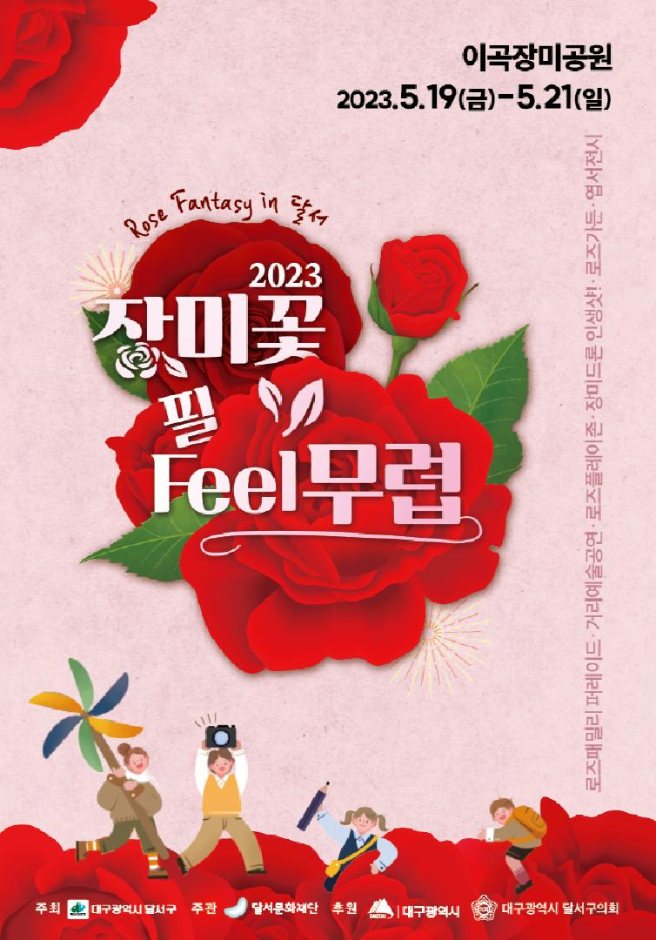 이곡장미공원
2023.5.19(금)-5.21(일)
Rose Fantasy in 달서
2023
장미꽃
필
Feel무렵
로즈패밀리 퍼레이드·거리예술공연·로즈플레이존·장미드론 인생샷!·로즈가든·엽서전시
주최 대구광역시 달서구 주관 달서문화재단 후원 대구광역시 대구광역시 달서구의회